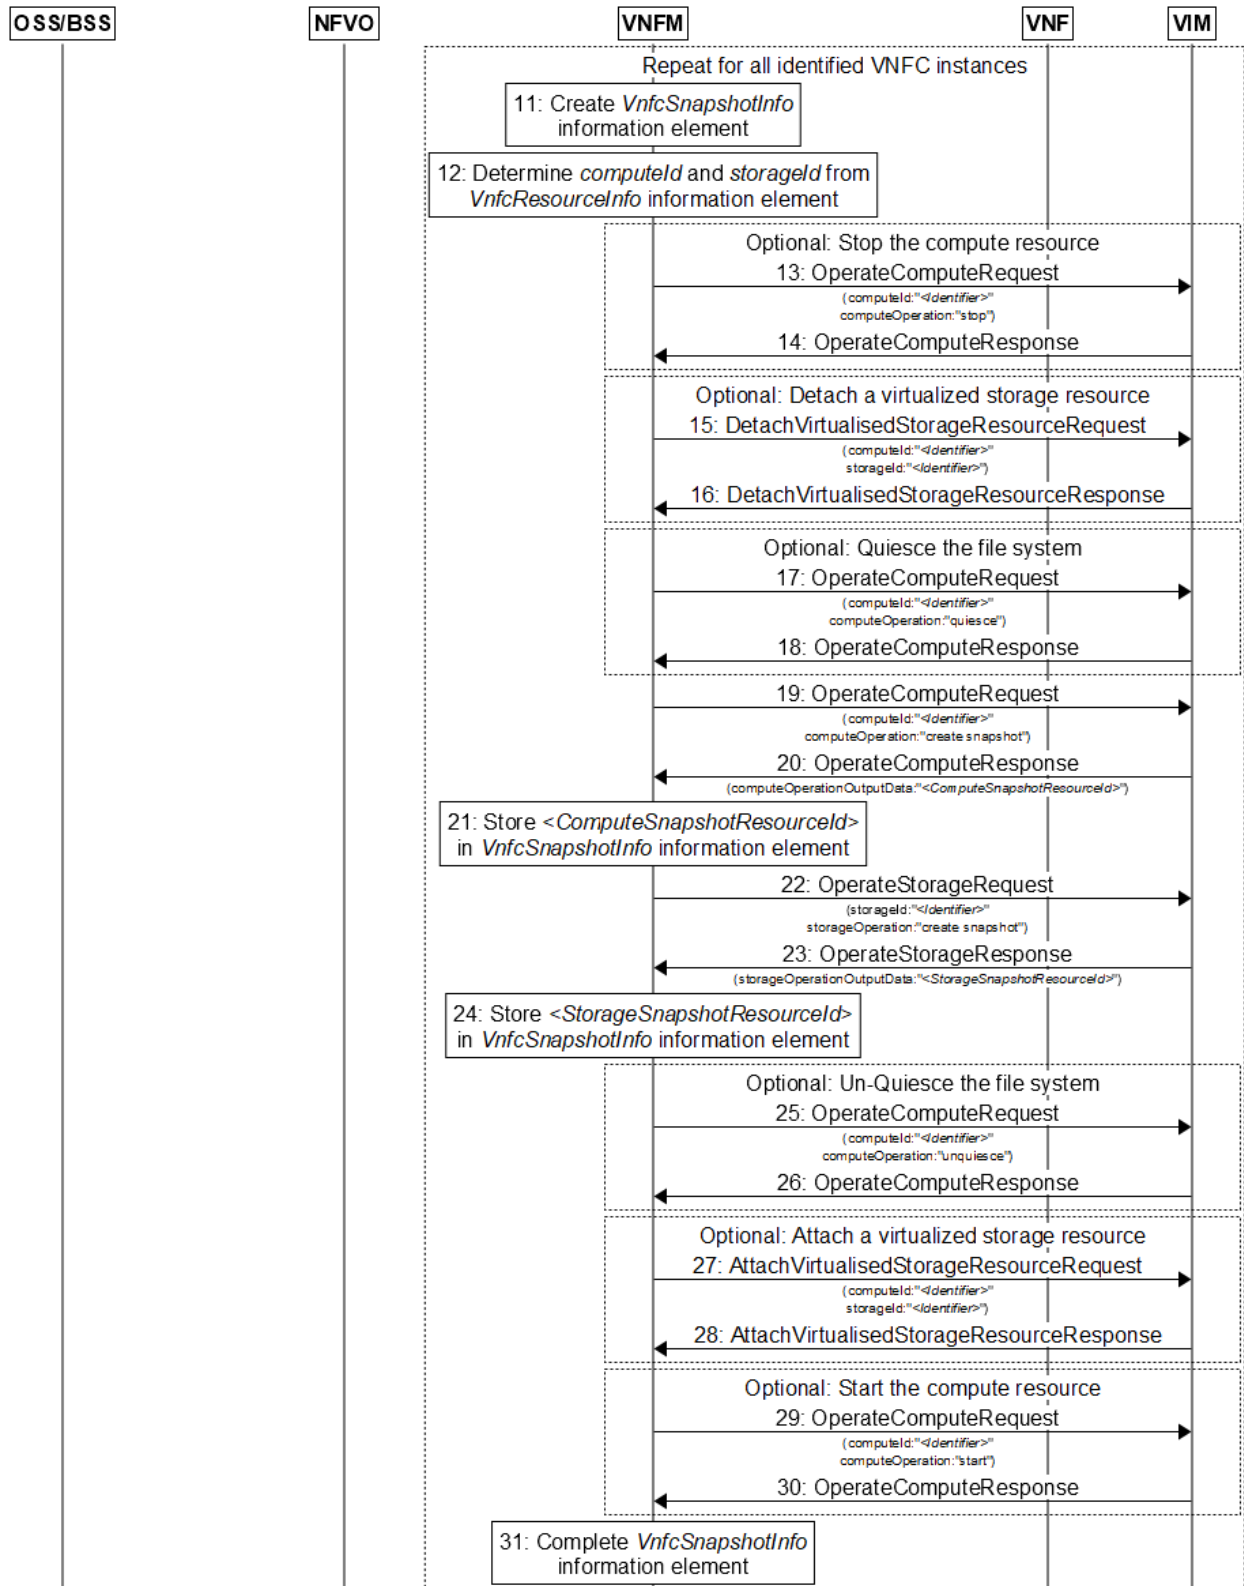 OSS/BSS NFVO VNFM VNF VIM
Repeat for all identified VNFC instances
11: Create VnfcSnapshotInfo
information element
12: Determine computeId and storageId from
VnfcResourceInfo information element
Optional: Stop the compute resource
13: OperateComputeRequest
(computeId:"<Identifier>"
computeOperation:"stop")
14: OperateComputeResponse
Optional: Detach a virtualized storage resource
15: DetachVirtualisedStorageResourceRequest
(computeId:"<Identifier>"
storageId:"<Identifier>")
16: DetachVirtualisedStorageResourceResponse
Optional: Quiesce the file system
17: OperateComputeRequest
(computeId:"<Identifier>"
computeOperation:"quiesce")
18: OperateComputeResponse
19: OperateComputeRequest
(computeId:"<Identifier>"
computeOperation:"create snapshot")
20: OperateComputeResponse
(computeOperationOutputData:"<ComputeSnapshotResourceId>")
21: Store <ComputeSnapshotResourceId>
in VnfcSnapshotInfo information element
22: OperateStorageRequest
(storageId:"<Identifier>"
storageOperation:"create snapshot")
23: OperateStorageResponse
(storageOperationOutputData:"<StorageSnapshotResourceId>")
24: Store <StorageSnapshotResourceId>
in VnfcSnapshotInfo information element
Optional: Un-Quiesce the file system
25: OperateComputeRequest
(computeId:"<Identifier>"
computeOperation:"unquiesce")
26: OperateComputeResponse
Optional: Attach a virtualized storage resource
27: AttachVirtualisedStorageResourceRequest
(computeId:"<Identifier>"
storageId:"<Identifier>")
28: AttachVirtualisedStorageResourceResponse
Optional: Start the compute resource
29: OperateComputeRequest
(computeId:"<Identifier>"
computeOperation:"start")
30: OperateComputeResponse
31: Complete VnfcSnapshotInfo
information element